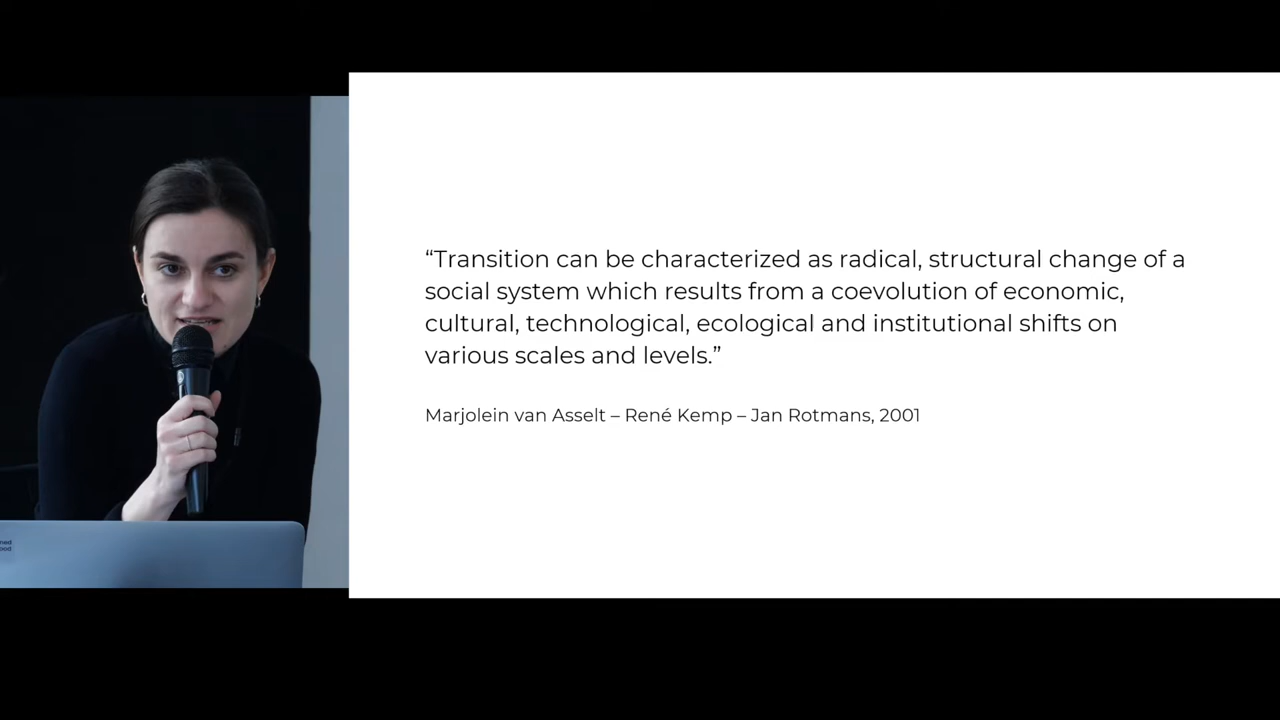 “Transition can be characterized as radical, structural change of a
social system which results from a coevolution of economic,
cultural, technological, ecological and institutional shifts on
various scales and levels.”
Marjolein van Asselt – René Kemp – Jan Rotmans, 2001